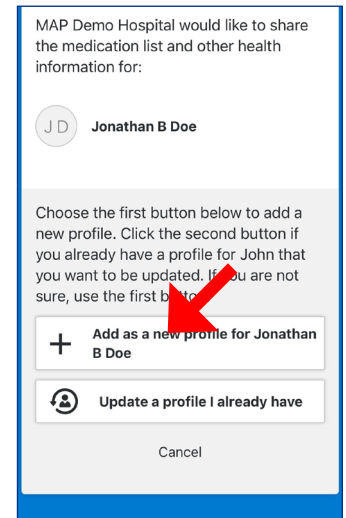 MAP Demo Hospital would like to share
the medication list and other health
information for:
J D
Jonathan B Doe
Choose the first button below to add a
new profile. Click the second button if
you already have a profile for John that
you want to be updated. If you are not
sure, use the first
Add as a new profile for Jonathan
B Doe
Update a profile I already have
Cancel